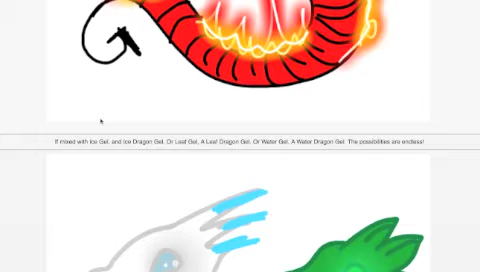 If mixed with Ice Gel, and Ice Dragon Gel. Or Leaf Gel, A Leaf Dragon Gel. Or Water Gel, A Water Dragon Gel. The possibilities are endless!